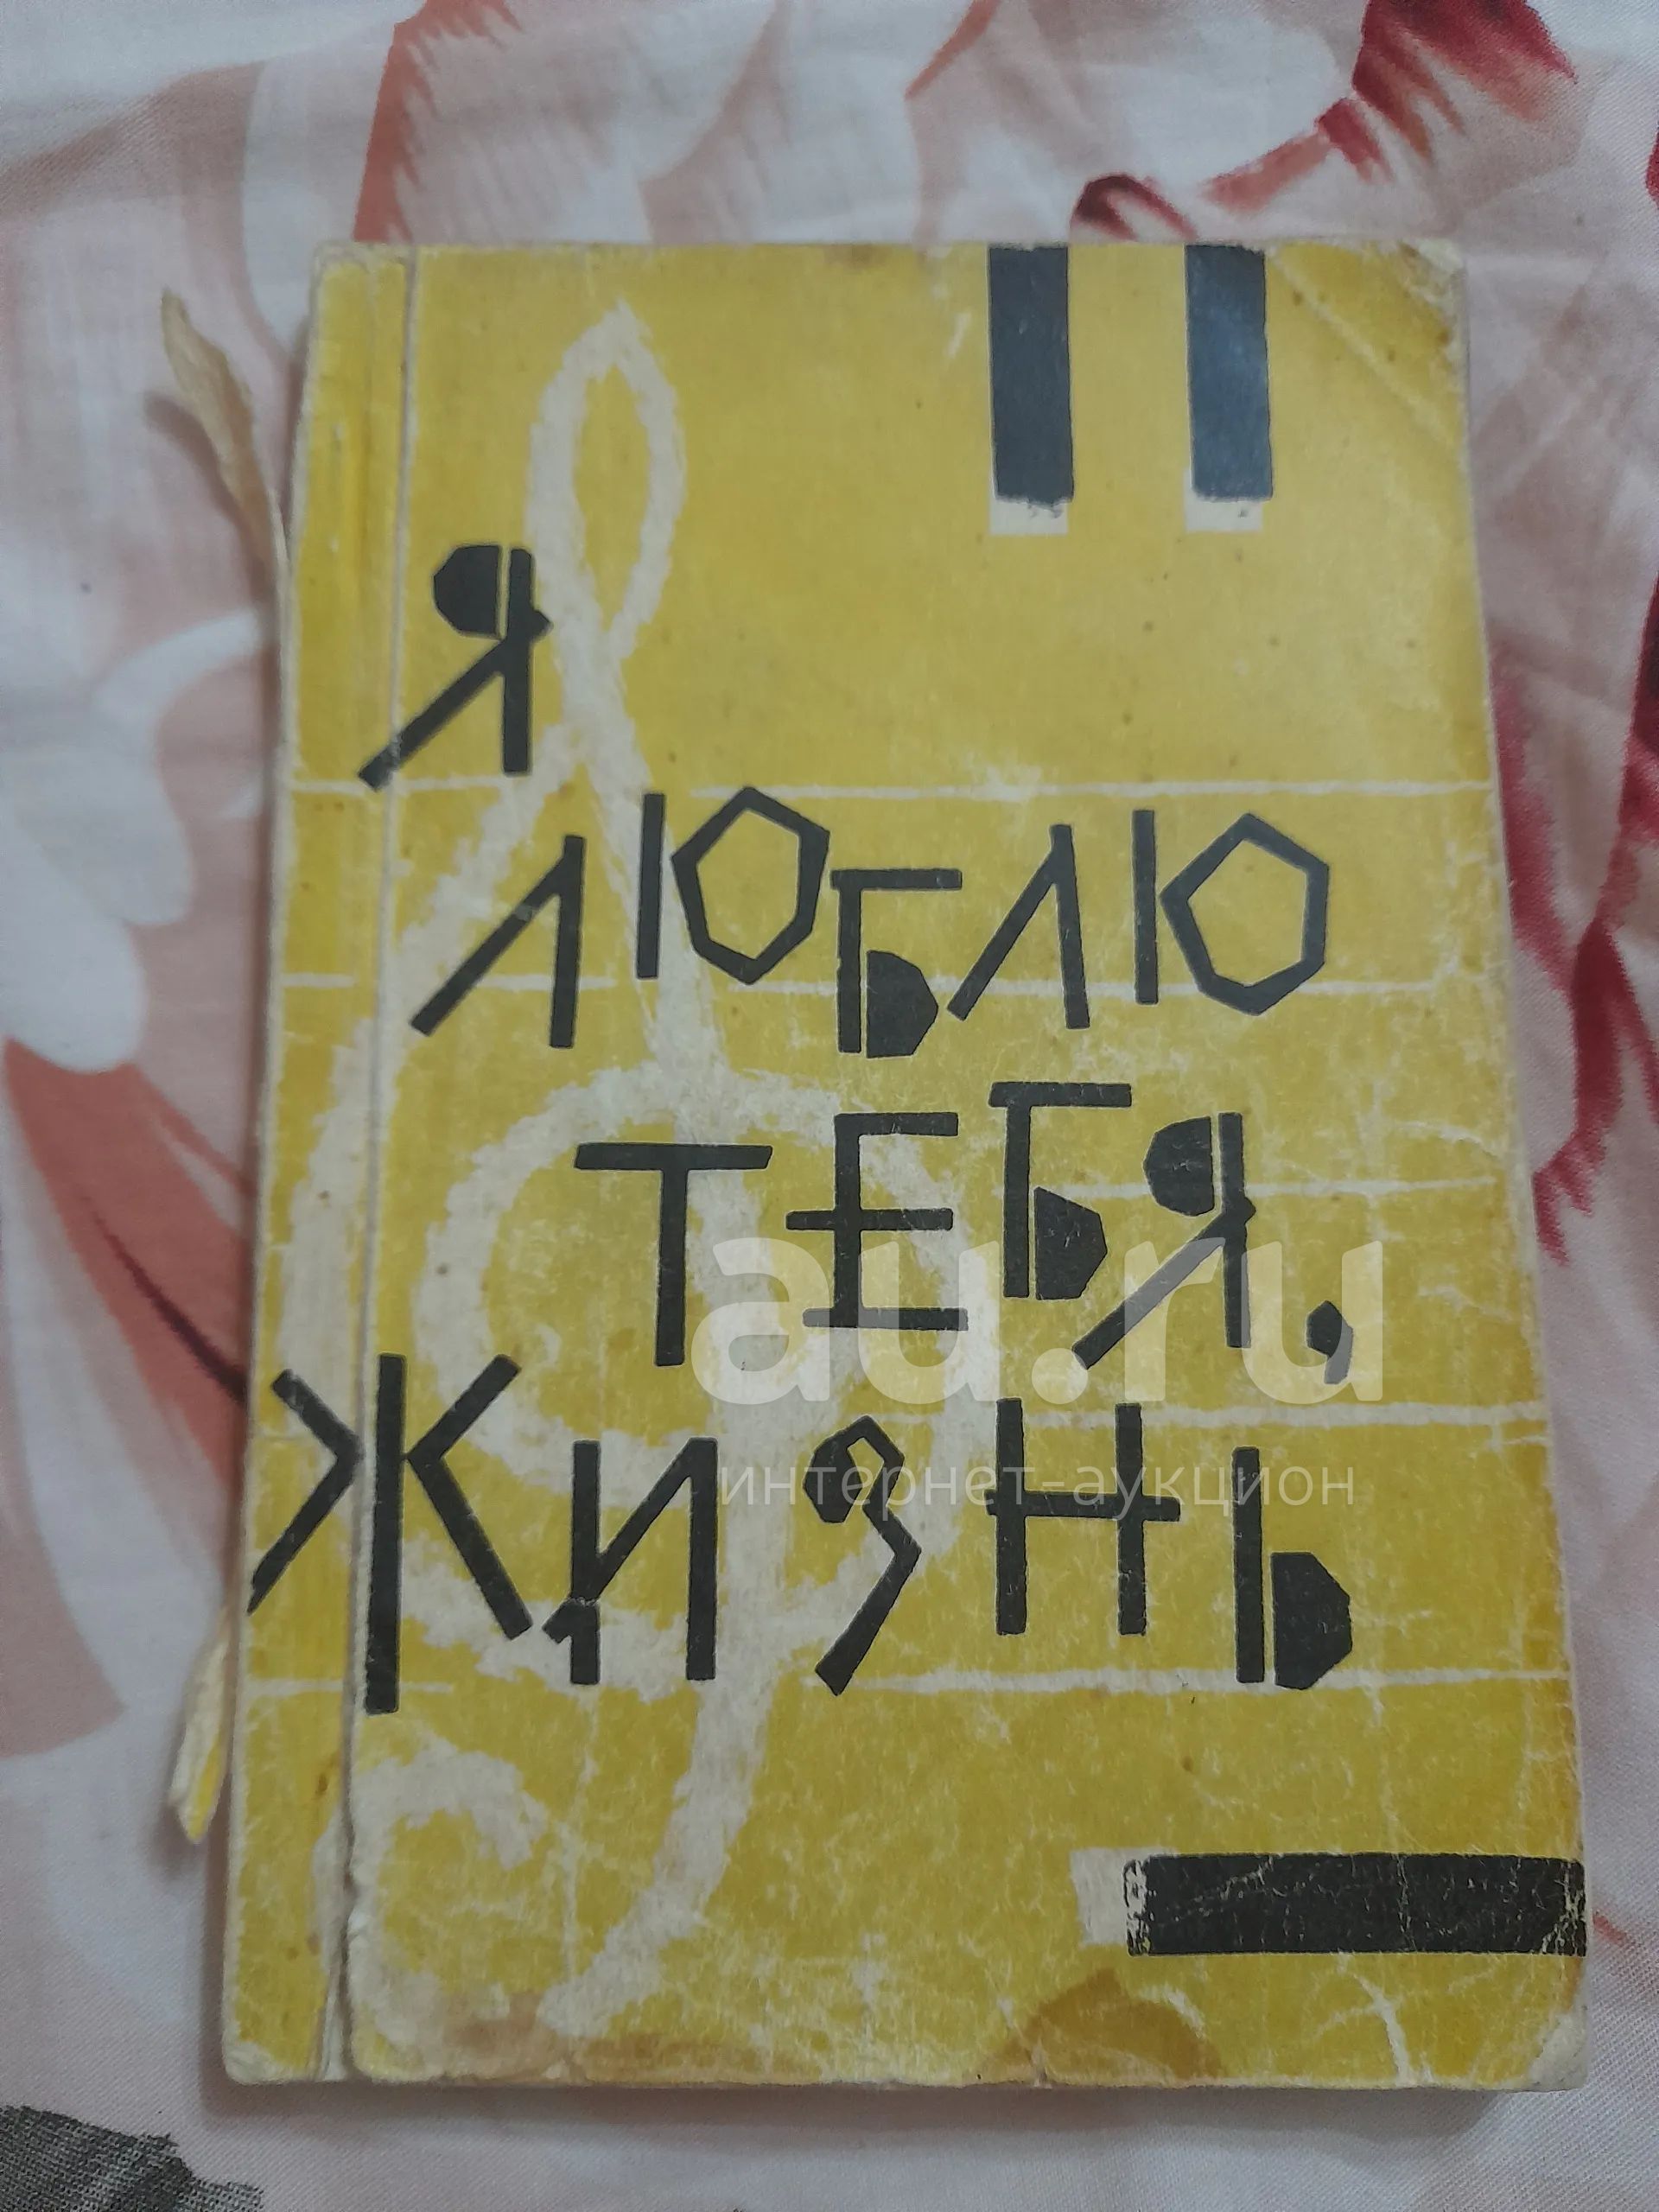 Я
ЛЮБЛЮ
ТЕБЯ,
ЖИЗНЬ
au.ru
интернет-аукцион